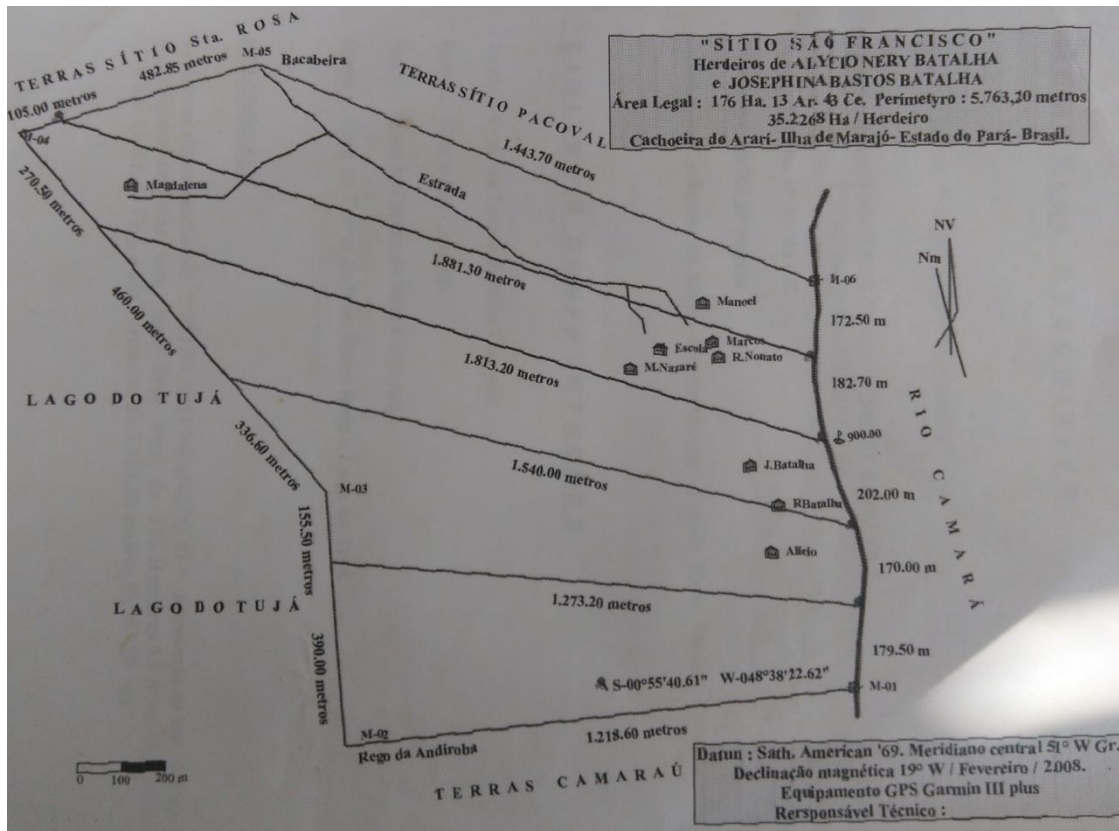 "SÍTIO SÃO FRANCISCO"
Herdeiros de ALYCIO NERY BATALHA
e JOSEPHINA BASTOS BATALHA
Área Legal : 176 Ha. 13 Ar. 43 Ce. Perímetyro : 5.763,20 metros
35.2268 Ha / Herdeiro
Cachoeira do Ararí- Ilha de Marajó- Estado do Pará- Brasil.
TERRAS SÍTIO Sta. ROSA
482.85 metros
M-05
Bacabeira
105.00 metros
M-04
TERRAS SÍTIO PACOVAL
1.443.70 metros
Magdalena
Estrada
270.50 metros
NV
Nm
M-06
1.881.30 metros
Manoel
172.50 m
460.00 metros
Marcos
Escola
R.Nonato
M.Nazaré
1.813.20 metros
182.70 m
RIO CAMARÁ
LAGO DO TUJÁ
900.00
336.60 metros
J.Batalha
1.540.00 metros
M-03
RBatalha
202.00 m
155.50 metros
Alicio
170.00 m
LAGO DO TUJÁ
1.273.20 metros
390.00 metros
179.50 m
S-00°55'40.61" W-048°38'22.62"
M-01
M-02
Rego da Andiroba
1.218.60 metros
0 100 200 m
TERRAS CAMARAÚ
Datun : Sath. American '69. Meridiano central 51° W Gr.
Declinação magnética 19° W / Fevereiro / 2008.
Equipamento GPS Garmin III plus
Rersponsável Técnico :